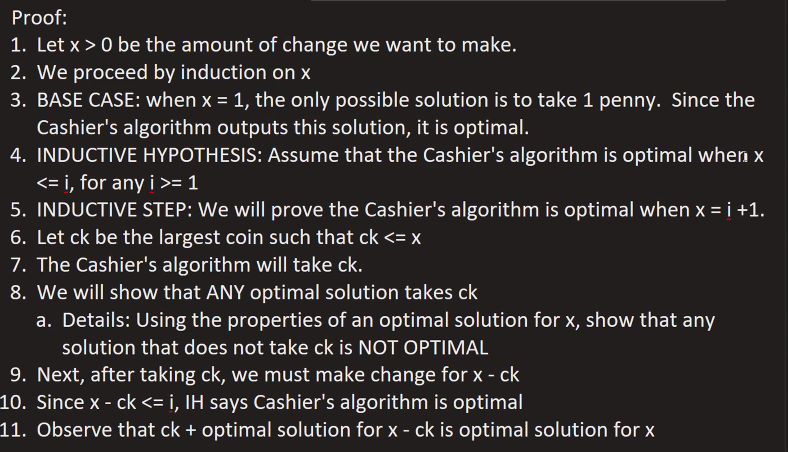 Proof:
1. Let x > 0 be the amount of change we want to make.
2. We proceed by induction on x
3. BASE CASE: when x = 1, the only possible solution is to take 1 penny. Since the
Cashier's algorithm outputs this solution, it is optimal.
4. INDUCTIVE HYPOTHESIS: Assume that the Cashier's algorithm is optimal when x
<= i, for any i >= 1
5. INDUCTIVE STEP: We will prove the Cashier's algorithm is optimal when x = i +1.
6. Let ck be the largest coin such that ck <= x
7. The Cashier's algorithm will take ck.
8. We will show that ANY optimal solution takes ck
a. Details: Using the properties of an optimal solution for x, show that any
solution that does not take ck is NOT OPTIMAL
9. Next, after taking ck, we must make change for x - ck
10. Since x - ck <= i, IH says Cashier's algorithm is optimal
11. Observe that ck + optimal solution for x - ck is optimal solution for x